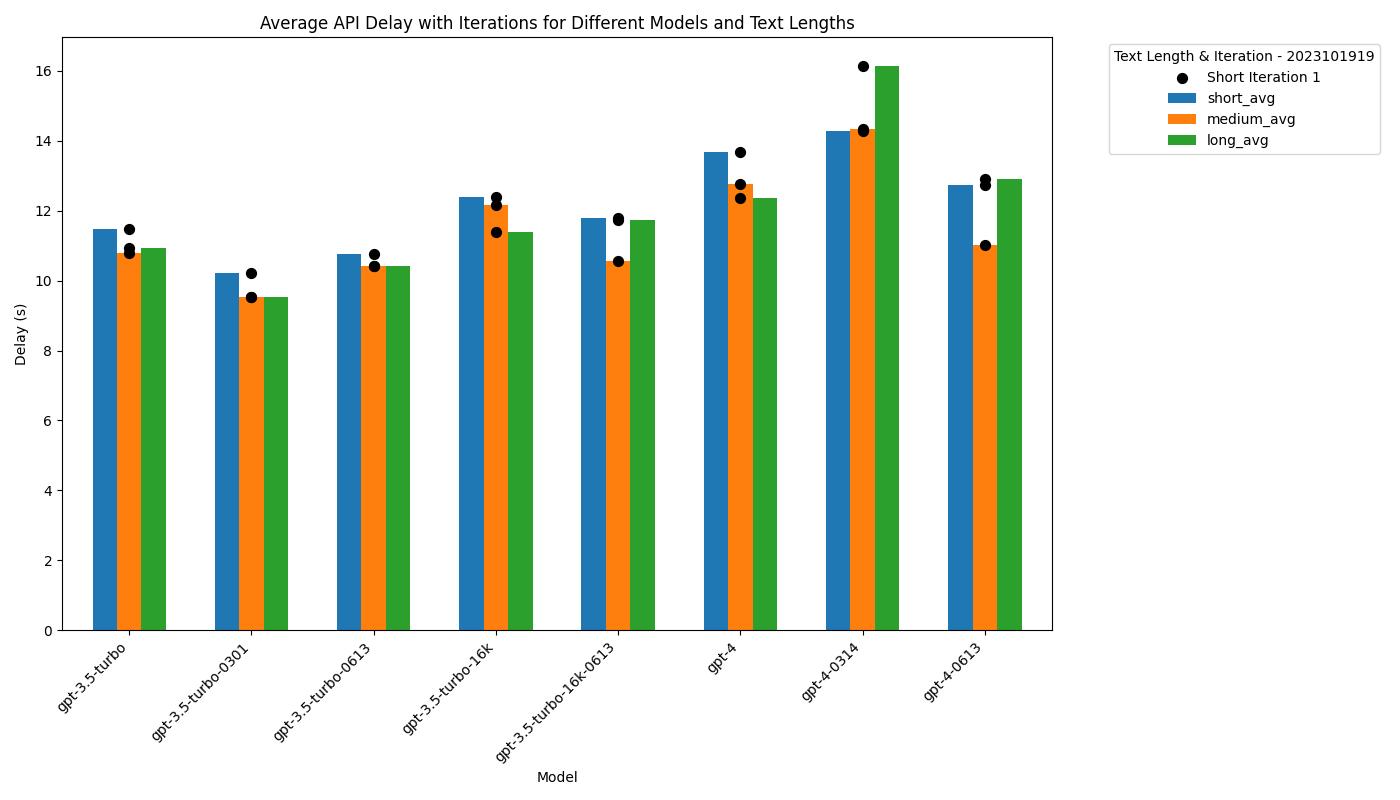 Average API Delay with Iterations for Different Models and Text Lengths
Text Length & Iteration - 2023101919
Short Iteration 1
short_avg
medium_avg
long_avg
Delay (s)
16
14
12
10
8
6
4
2
0
gpt-3.5-turbo
gpt-3.5-turbo-0301
gpt-3.5-turbo-0613
gpt-3.5-turbo-16k
gpt-3.5-turbo-16k-0613
gpt-4
gpt-4-0314
gpt-4-0613
Model